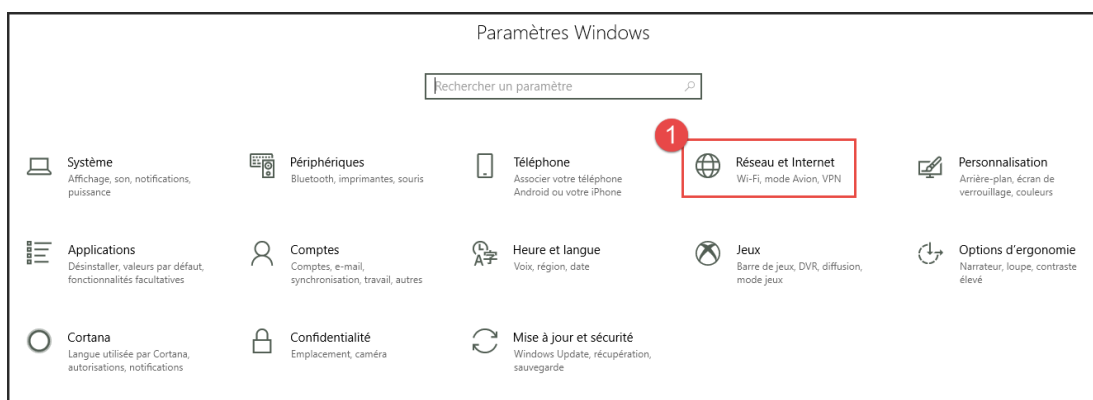 Paramètres Windows
Rechercher un paramètre
1
Système
Affichage, son, notifications,
puissance
Périphériques
Bluetooth, imprimantes, souris
Téléphone
Associer votre téléphone
Android ou votre iPhone
Réseau et Internet
Wi-Fi, mode Avion, VPN
Personnalisation
Arrière-plan, écran de
verrouillage, couleurs
Applications
Désinstaller, valeurs par défaut,
fonctionnalités facultatives
Comptes
Comptes, e-mail,
synchronisation, travail, autres
Heure et langue
Voix, région, date
Jeux
Barre de jeux, DVR, diffusion,
mode jeux
Options d'ergonomie
Narrateur, loupe, contraste
élevé
Cortana
Langue utilisée par Cortana,
autorisations, notifications
Confidentialité
Emplacement, caméra
Mise à jour et sécurité
Windows Update, récupération,
sauvegarde